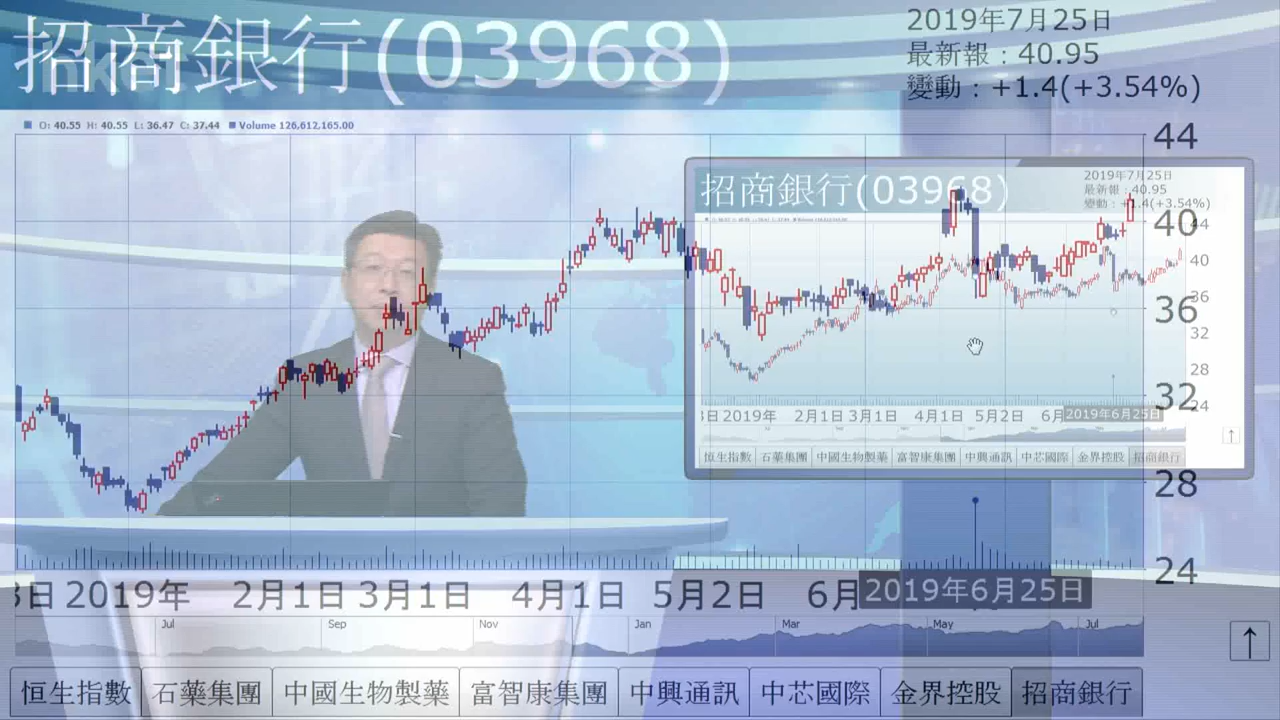 招商銀行(03968)
2019年7月25日
最新報：40.95
變動：+1.4(+3.54%)
O: 40.55 H: 40.55 L: 36.47 C: 37.44 Volume 126,612,165.00
44
40
36
32
28
24
招商銀行(03968)
2019年7月25日
最新報：40.95
變動：+1.4(+3.54%)
44
40
36
32
28
24
日 2019年 2月1日 3月1日 4月1日 5月2日 6月 2019年6月25日
恒生指數 石藥集團 中國生物製藥 富智康集團 中興通訊 中芯國際 金界控股 招商銀行
↑
日 2019年 2月1日 3月1日 4月1日 5月2日 6月 2019年6月25日
Jul Sep Nov Jan Mar May Jul
↑
恒生指數 石藥集團 中國生物製藥 富智康集團 中興通訊 中芯國際 金界控股 招商銀行